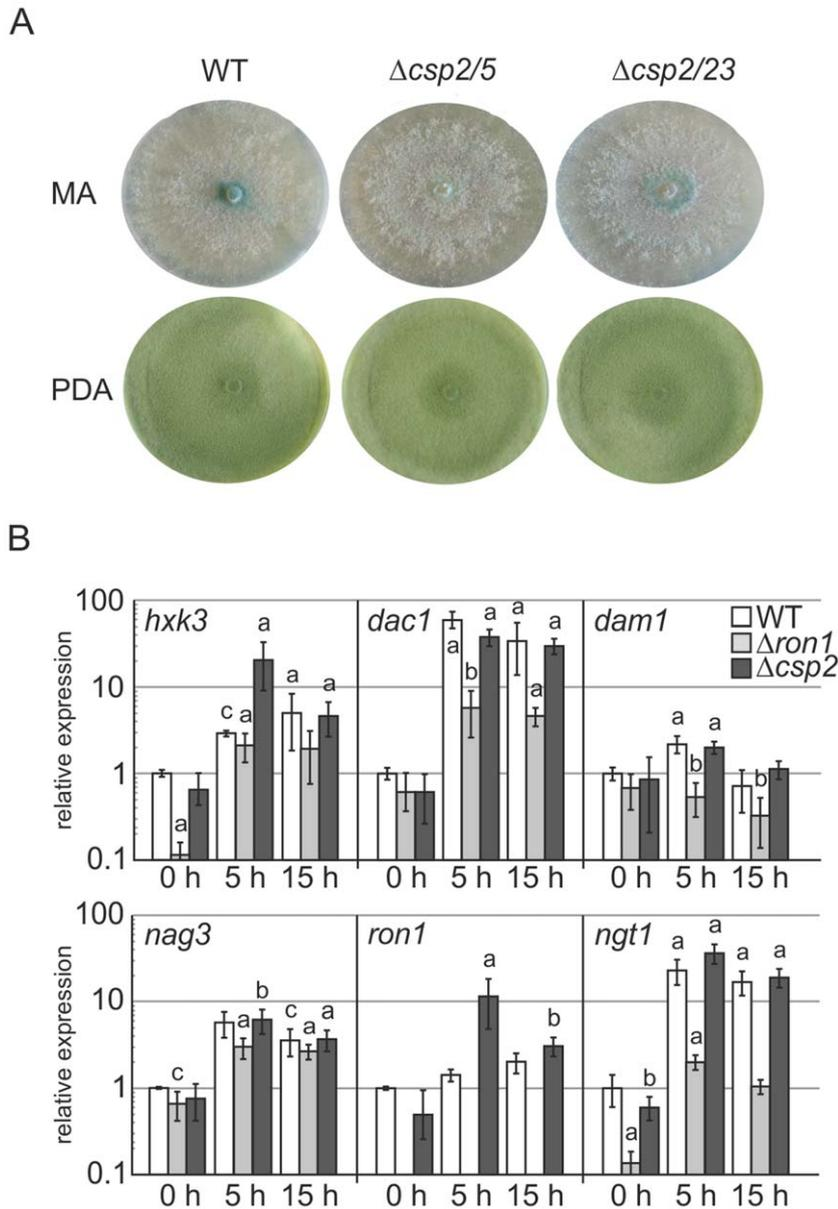 A
WT Δcsp2/5 Δcsp2/23
MA
PDA
B
100 hxk3 a dac1 a a a dam1 WT
Δron1
Δcsp2
relative expression
10 c a a a a b a a a
1 a b b
0.1
0 h 5 h 15 h 0 h 5 h 15 h 0 h 5 h 15 h
100 nag3 ron1 a ngt1 a a a a
relative expression
10 a b c a a b a
1 c a b
0.1
0 h 5 h 15 h 0 h 5 h 15 h 0 h 5 h 15 h